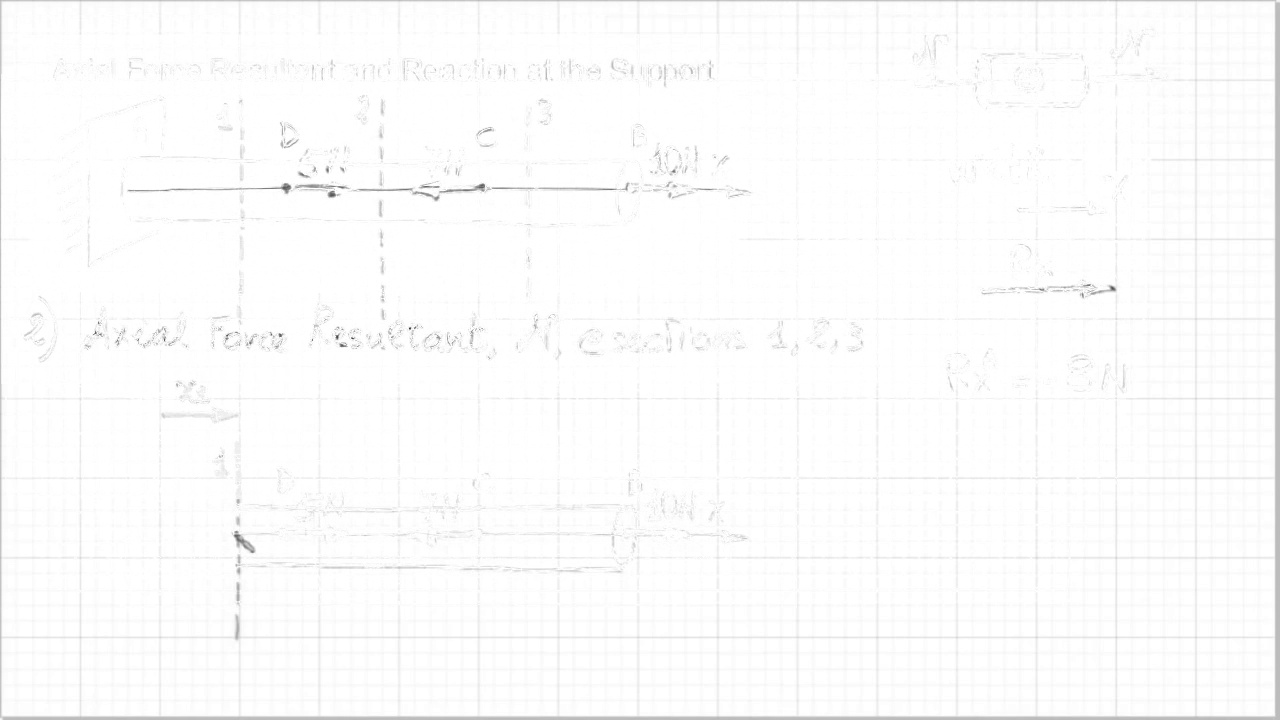 Axial Force Resultant and Reaction at the Support
N N
1 2 3
D C B
5N 7N 10N x
x
Rx
2) Axial Force Resultant, N, @ sections 1, 2, 3
Rx = -8N
x1
1
D C B
5N 7N 10N x